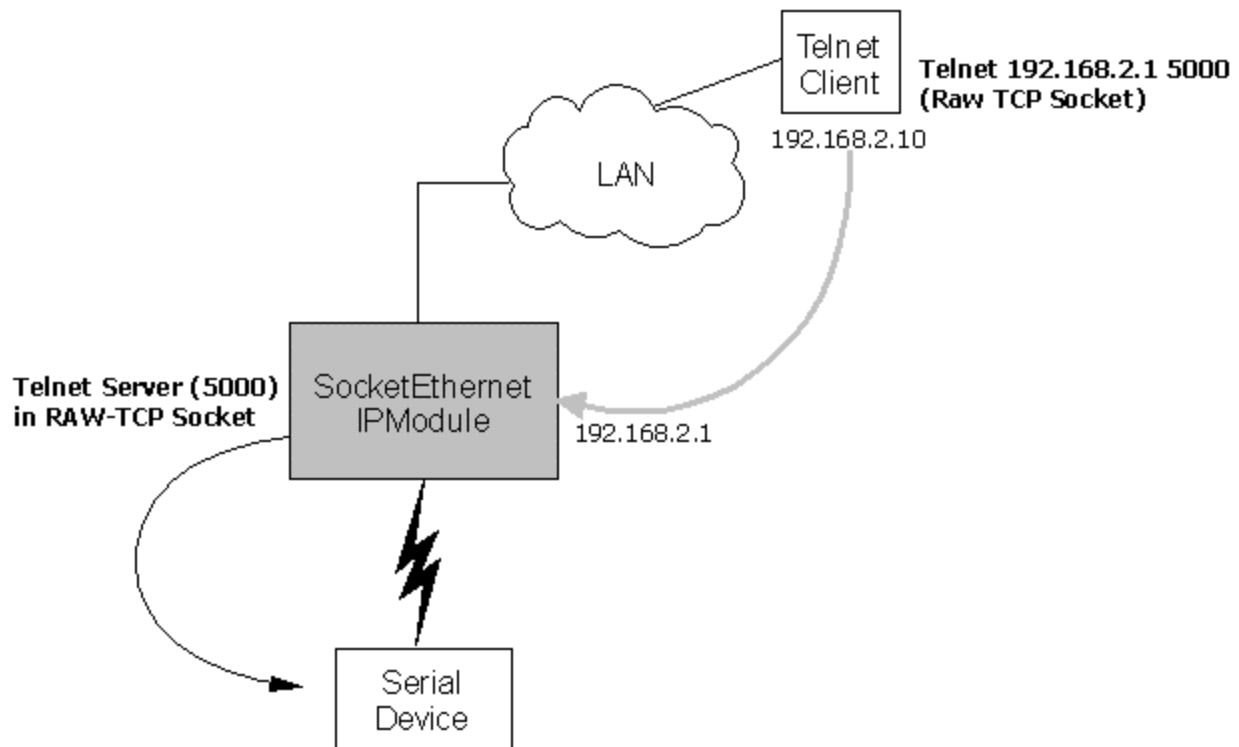 Telnet
Client
Telnet 192.168.2.1 5000
(Raw TCP Socket)
192.168.2.10
LAN
SocketEthernet
IPModule
Telnet Server (5000)
in RAW-TCP Socket
192.168.2.1
Serial
Device